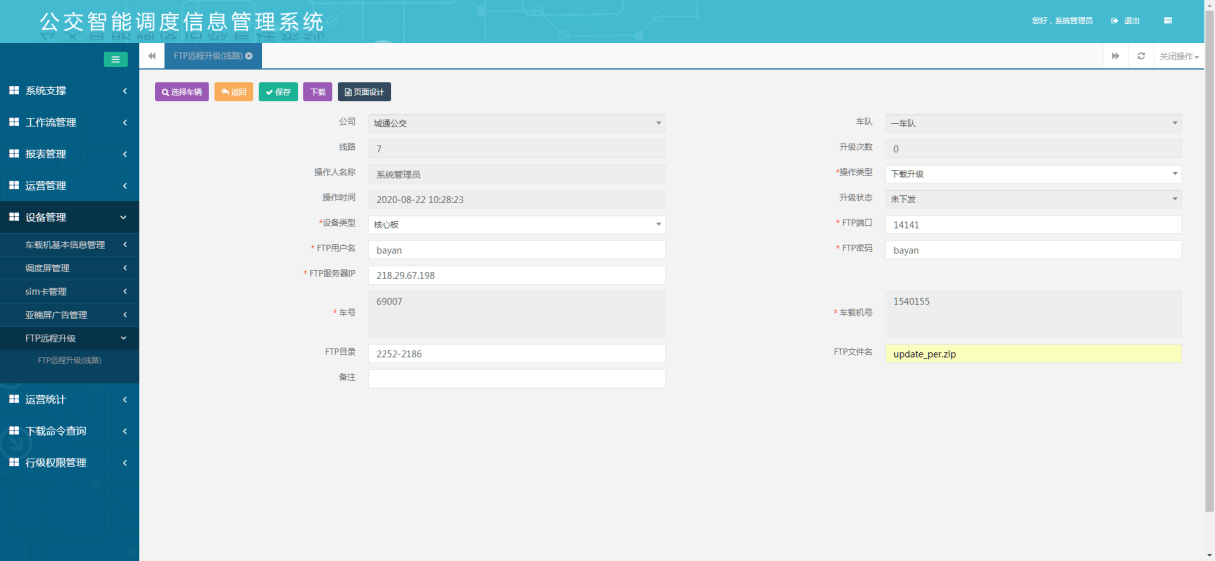 公交智能调度信息管理系统
您好，系统管理员 退出
FTP远程升级(线路)
关闭操作
系统支撑
工作流管理
报表管理
运营管理
设备管理
车载机基本信息管理
调度屏管理
sim卡管理
亚楠屏广告管理
FTP远程升级
FTP远程升级(线路)
运营统计
下载命令查询
行级权限管理
选择车辆 返回 保存 下载 页面设计
公司 城通公交 车队 一车队
线路 7 升级次数 0
操作人名称 系统管理员 *操作类型 下载升级
操作时间 2020-08-22 10:28:23 升级状态 未下发
*设备类型 核心板 * FTP端口 14141
* FTP用户名 bayan * FTP密码 bayan
* FTP服务器IP 218.29.67.198
* 车号 69007 * 车载机号 1540155
FTP目录 2252-2186 FTP文件名 update_per.zip
备注